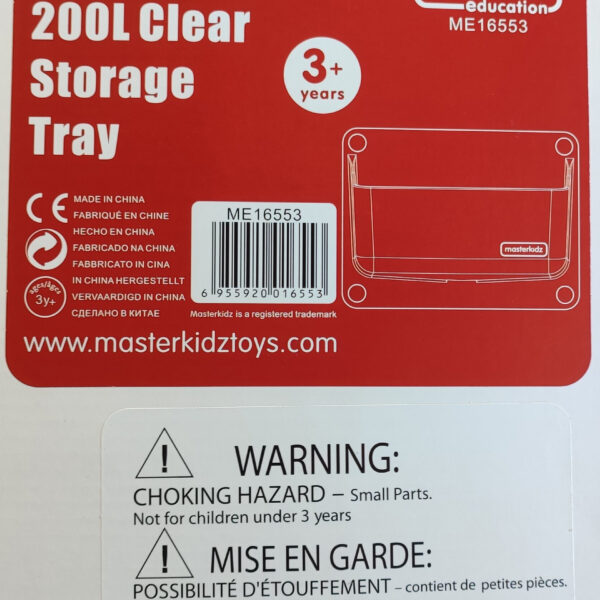 education
ME16553
200L Clear
Storage
Tray
3+
years
MADE IN CHINA
FABRIQUÉ EN CHINE
HECHO EN CHINA
FABRICADO NA CHINA
FABBRICATO IN CINA
IN CHINA HERGESTELLT
VERVAARDIGD IN CHINA
СДЕЛАНО В КИТАЕ
CE
ages/âges
3y+
ME16553
6 955920 016553
Masterkidz is a registered trademark
masterkidz
www.masterkidztoys.com
WARNING:
CHOKING HAZARD – Small Parts.
Not for children under 3 years
MISE EN GARDE:
POSSIBILITÉ D'ÉTOUFFEMENT – contient de petites pièces.